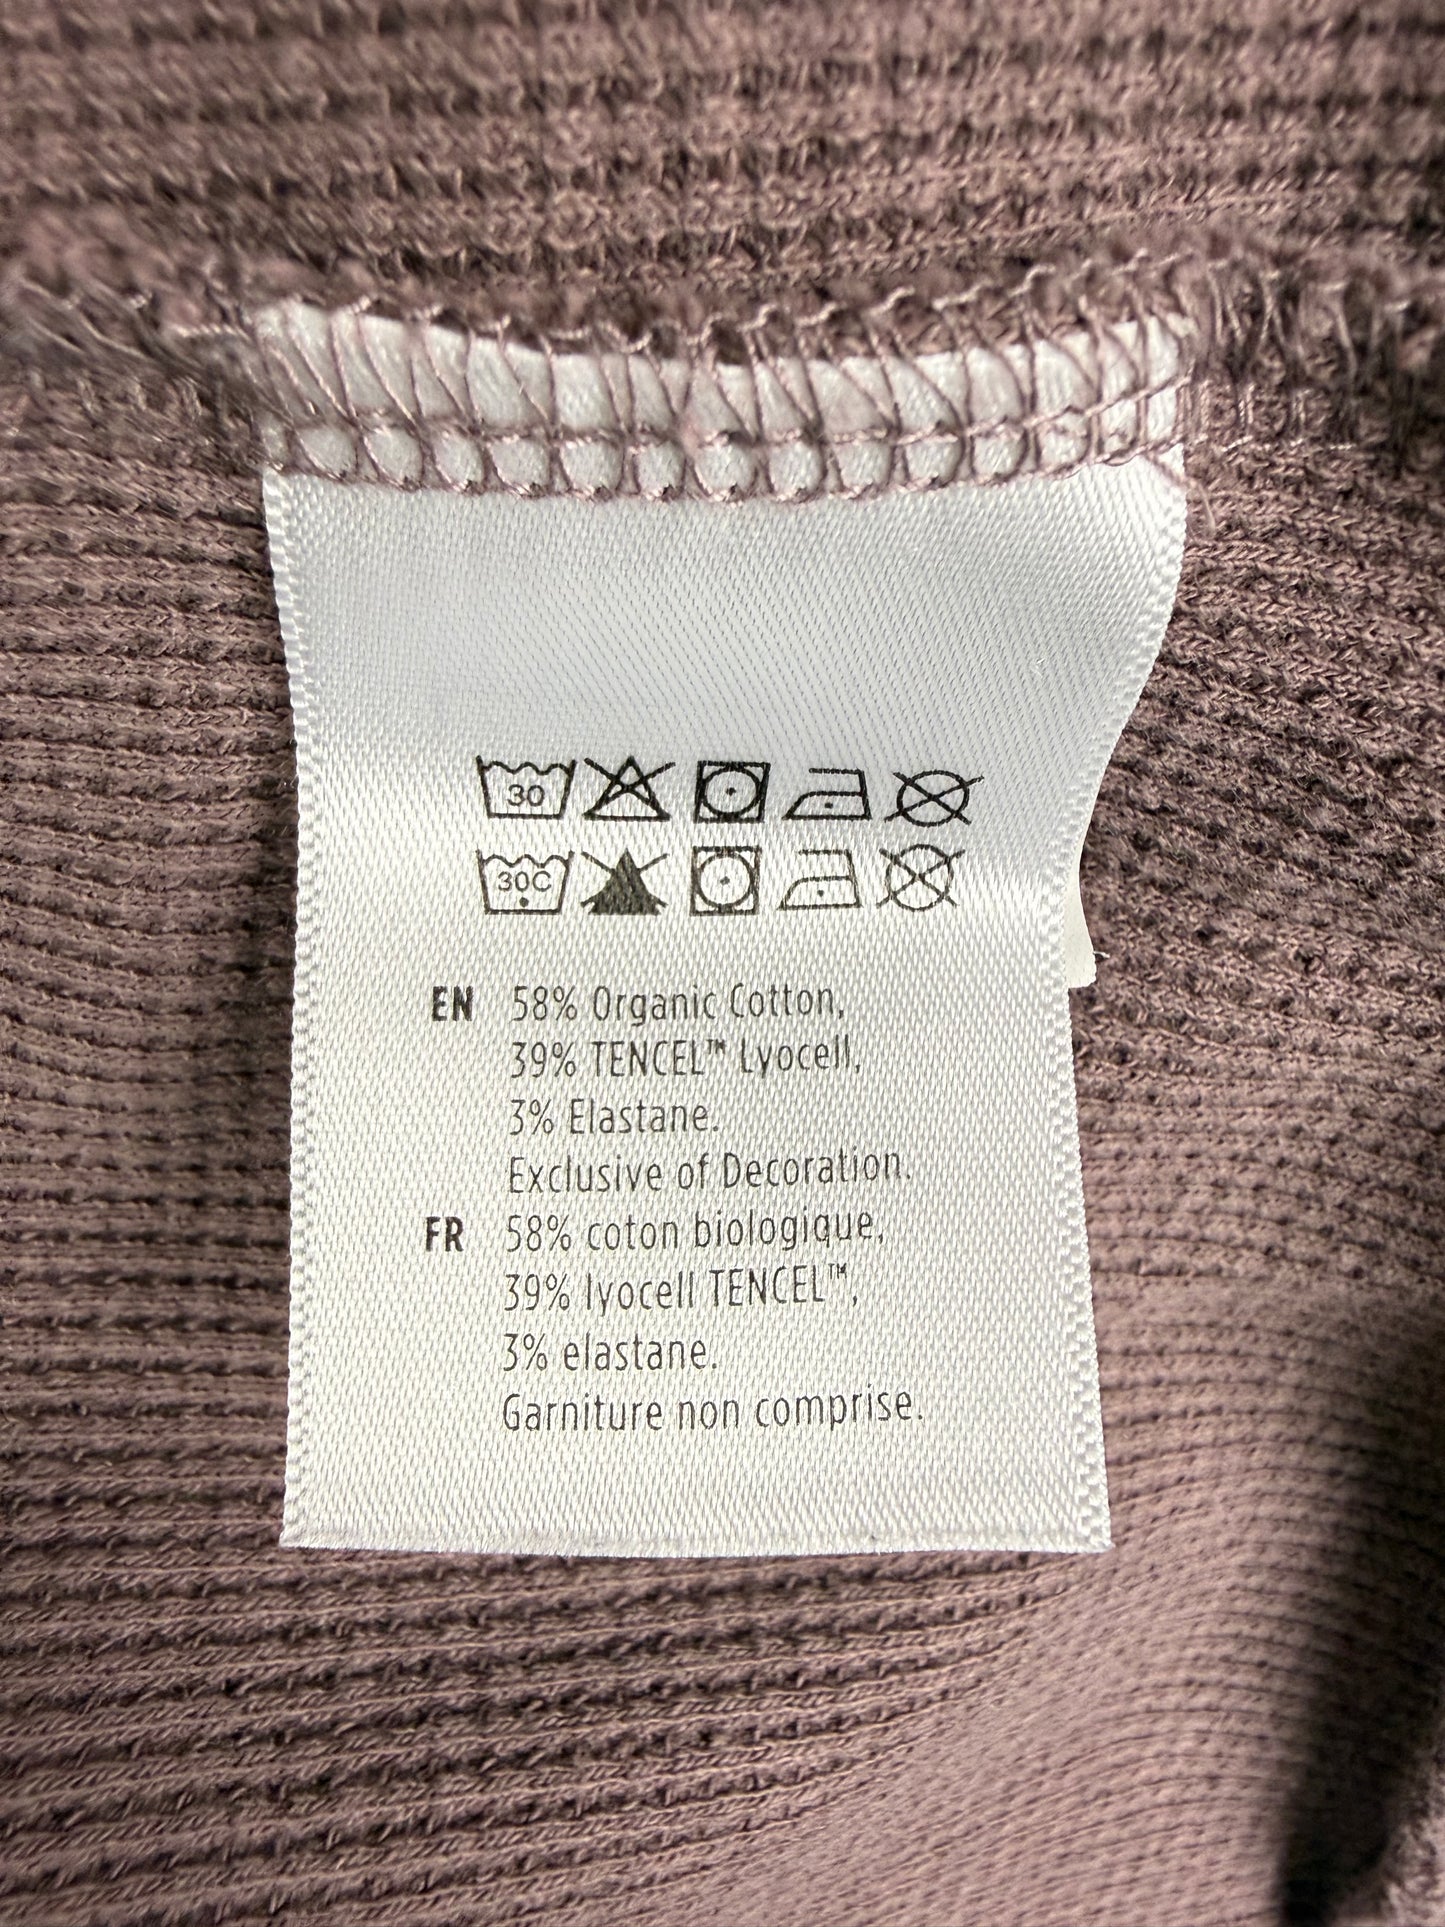 30
30C
EN 58% Organic Cotton,
39% TENCEL™ Lyocell,
3% Elastane.
Exclusive of Decoration.
FR 58% coton biologique,
39% lyocell TENCEL™,
3% elastane.
Garniture non comprise.